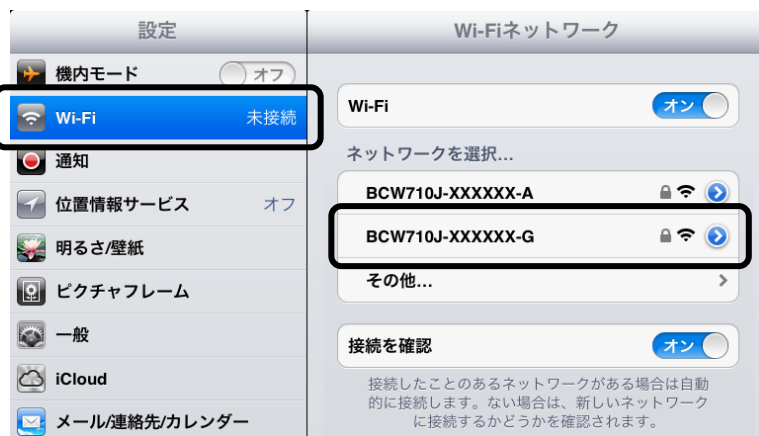 設定
機内モード オフ
Wi-Fi 未接続
通知
位置情報サービス オフ
明るさ/壁紙
ピクチャフレーム
一般
iCloud
メール/連絡先/カレンダー
Wi-Fiネットワーク
Wi-Fi オン
ネットワークを選択...
BCW710J-XXXXXX-A
BCW710J-XXXXXX-G
その他...
接続を確認 オン
接続したことのあるネットワークがある場合は自動
的に接続します。ない場合は、新しいネットワーク
に接続するかどうかを確認されます。